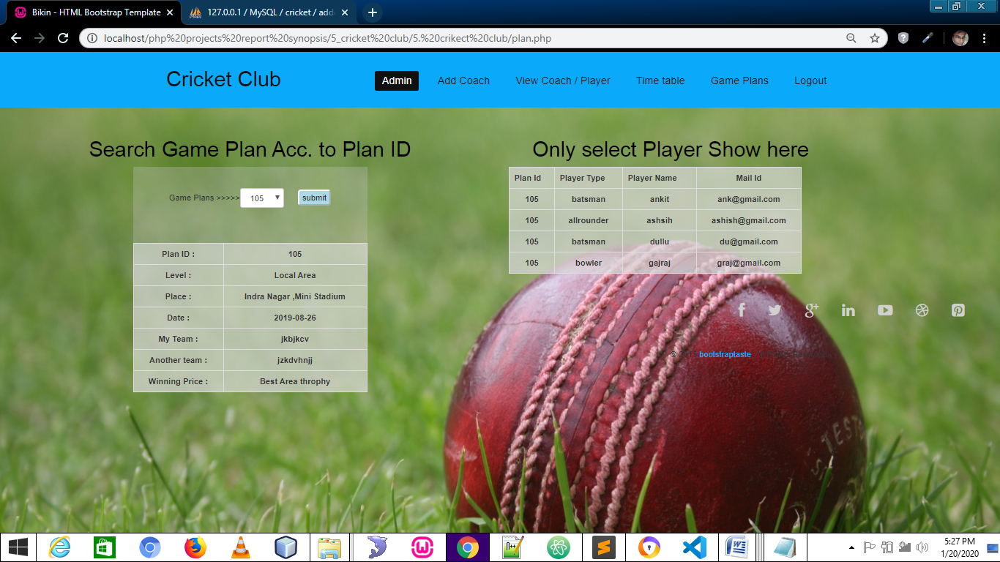 Bikin - HTML Bootstrap Template
127.0.0.1 / MySQL / cricket / add
localhost/php%20projects%20report%20synopsis/5_cricket%20club/5.%20crikect%20club/plan.php
Cricket Club Admin Add Coach View Coach / Player Time table Game Plans Logout
Search Game Plan Acc. to Plan ID
Game Plans >>>>> 105 submit
Plan ID : 105
Level : Local Area
Place : Indra Nagar ,Mini Stadium
Date : 2019-08-26
My Team : jkbjkcv
Another team : jzkdvhnjj
Winning Price : Best Area throphy
Only select Player Show here
Plan Id Player Type Player Name Mail Id
105 batsman ankit ank@gmail.com
105 allrounder ashsih ashish@gmail.com
105 batsman dullu du@gmail.com
105 bowler gajraj graj@gmail.com
© bootstraptaste
TEST
5:27 PM
1/20/2020